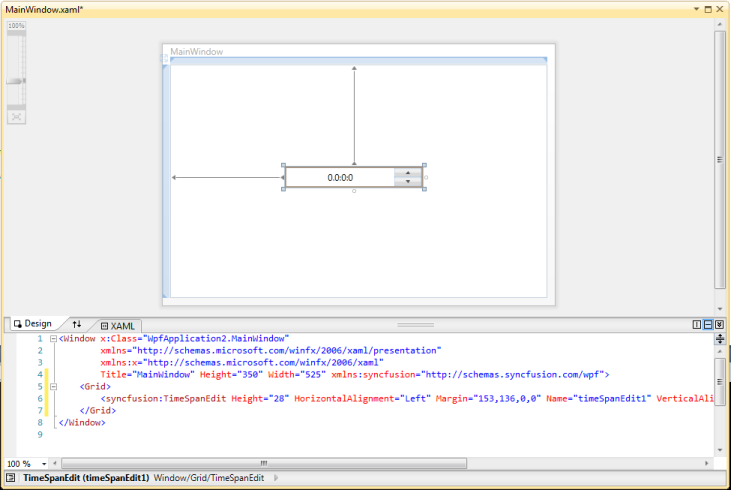 MainWindow.xaml*
100%
MainWindow
0.0:0:0
Design
XAML
1 <Window x:Class="WpfApplication2.MainWindow"
2 xmlns="http://schemas.microsoft.com/winfx/2006/xaml/presentation"
3 xmlns:x="http://schemas.microsoft.com/winfx/2006/xaml"
4 Title="MainWindow" Height="350" Width="525" xmlns:syncfusion="http://schemas.syncfusion.com/wpf">
5 <Grid>
6 <syncfusion:TimeSpanEdit Height="28" HorizontalAlignment="Left" Margin="153,136,0,0" Name="timeSpanEdit1" VerticalAli
7 </Grid>
8 </Window>
9
100 %
TimeSpanEdit (timeSpanEdit1) Window/Grid/TimeSpanEdit